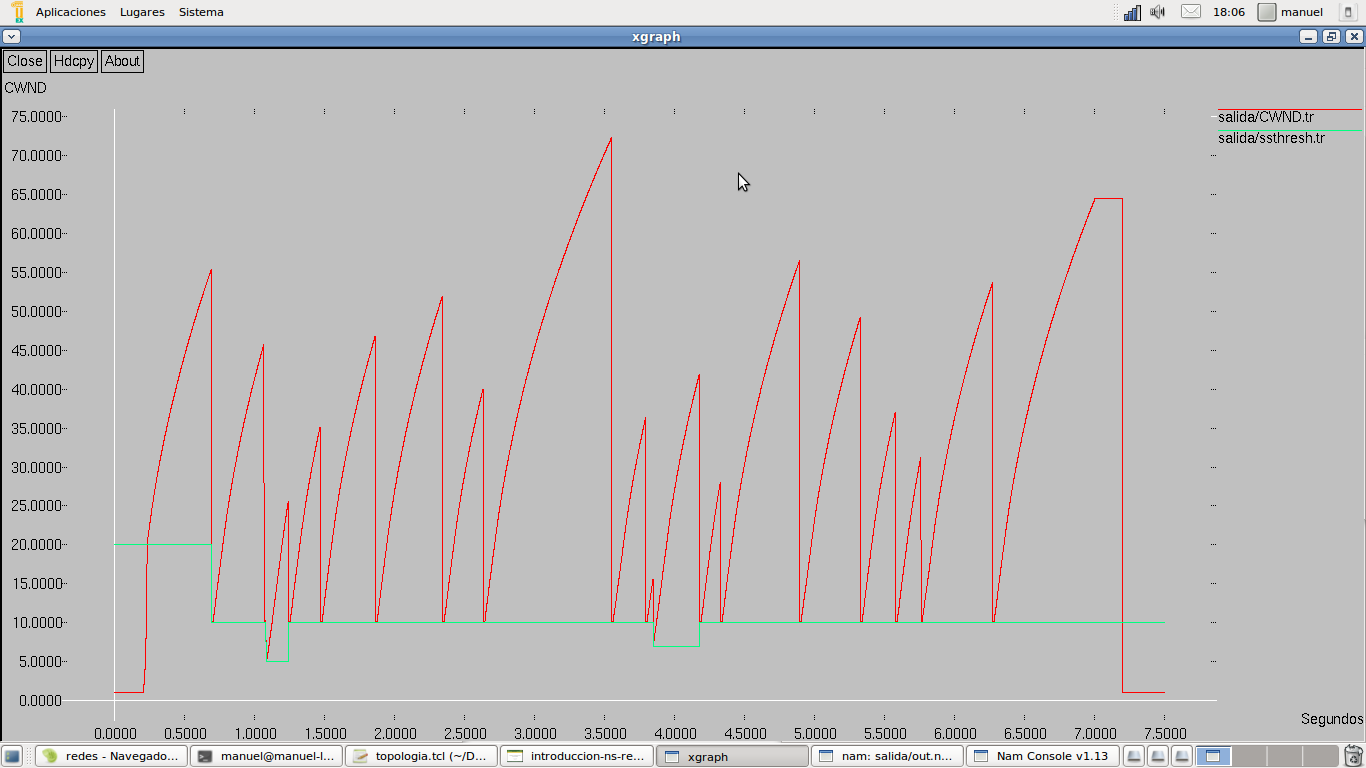 Aplicaciones Lugares Sistema 18:06 manuel
xgraph
Close Hdcpy About
CWND
75.0000 salida/CWND.tr
salida/ssthresh.tr
70.0000
65.0000
60.0000
55.0000
50.0000
45.0000
40.0000
35.0000
30.0000
25.0000
20.0000
15.0000
10.0000
5.0000
0.0000
Segundos
0.0000 0.5000 1.0000 1.5000 2.0000 2.5000 3.0000 3.5000 4.0000 4.5000 5.0000 5.5000 6.0000 6.5000 7.0000 7.5000
redes - Navegado... manuel@manuel-l... topologia.tcl (~/D... introduccion-ns-re... xgraph nam: salida/out.n... Nam Console v1.13